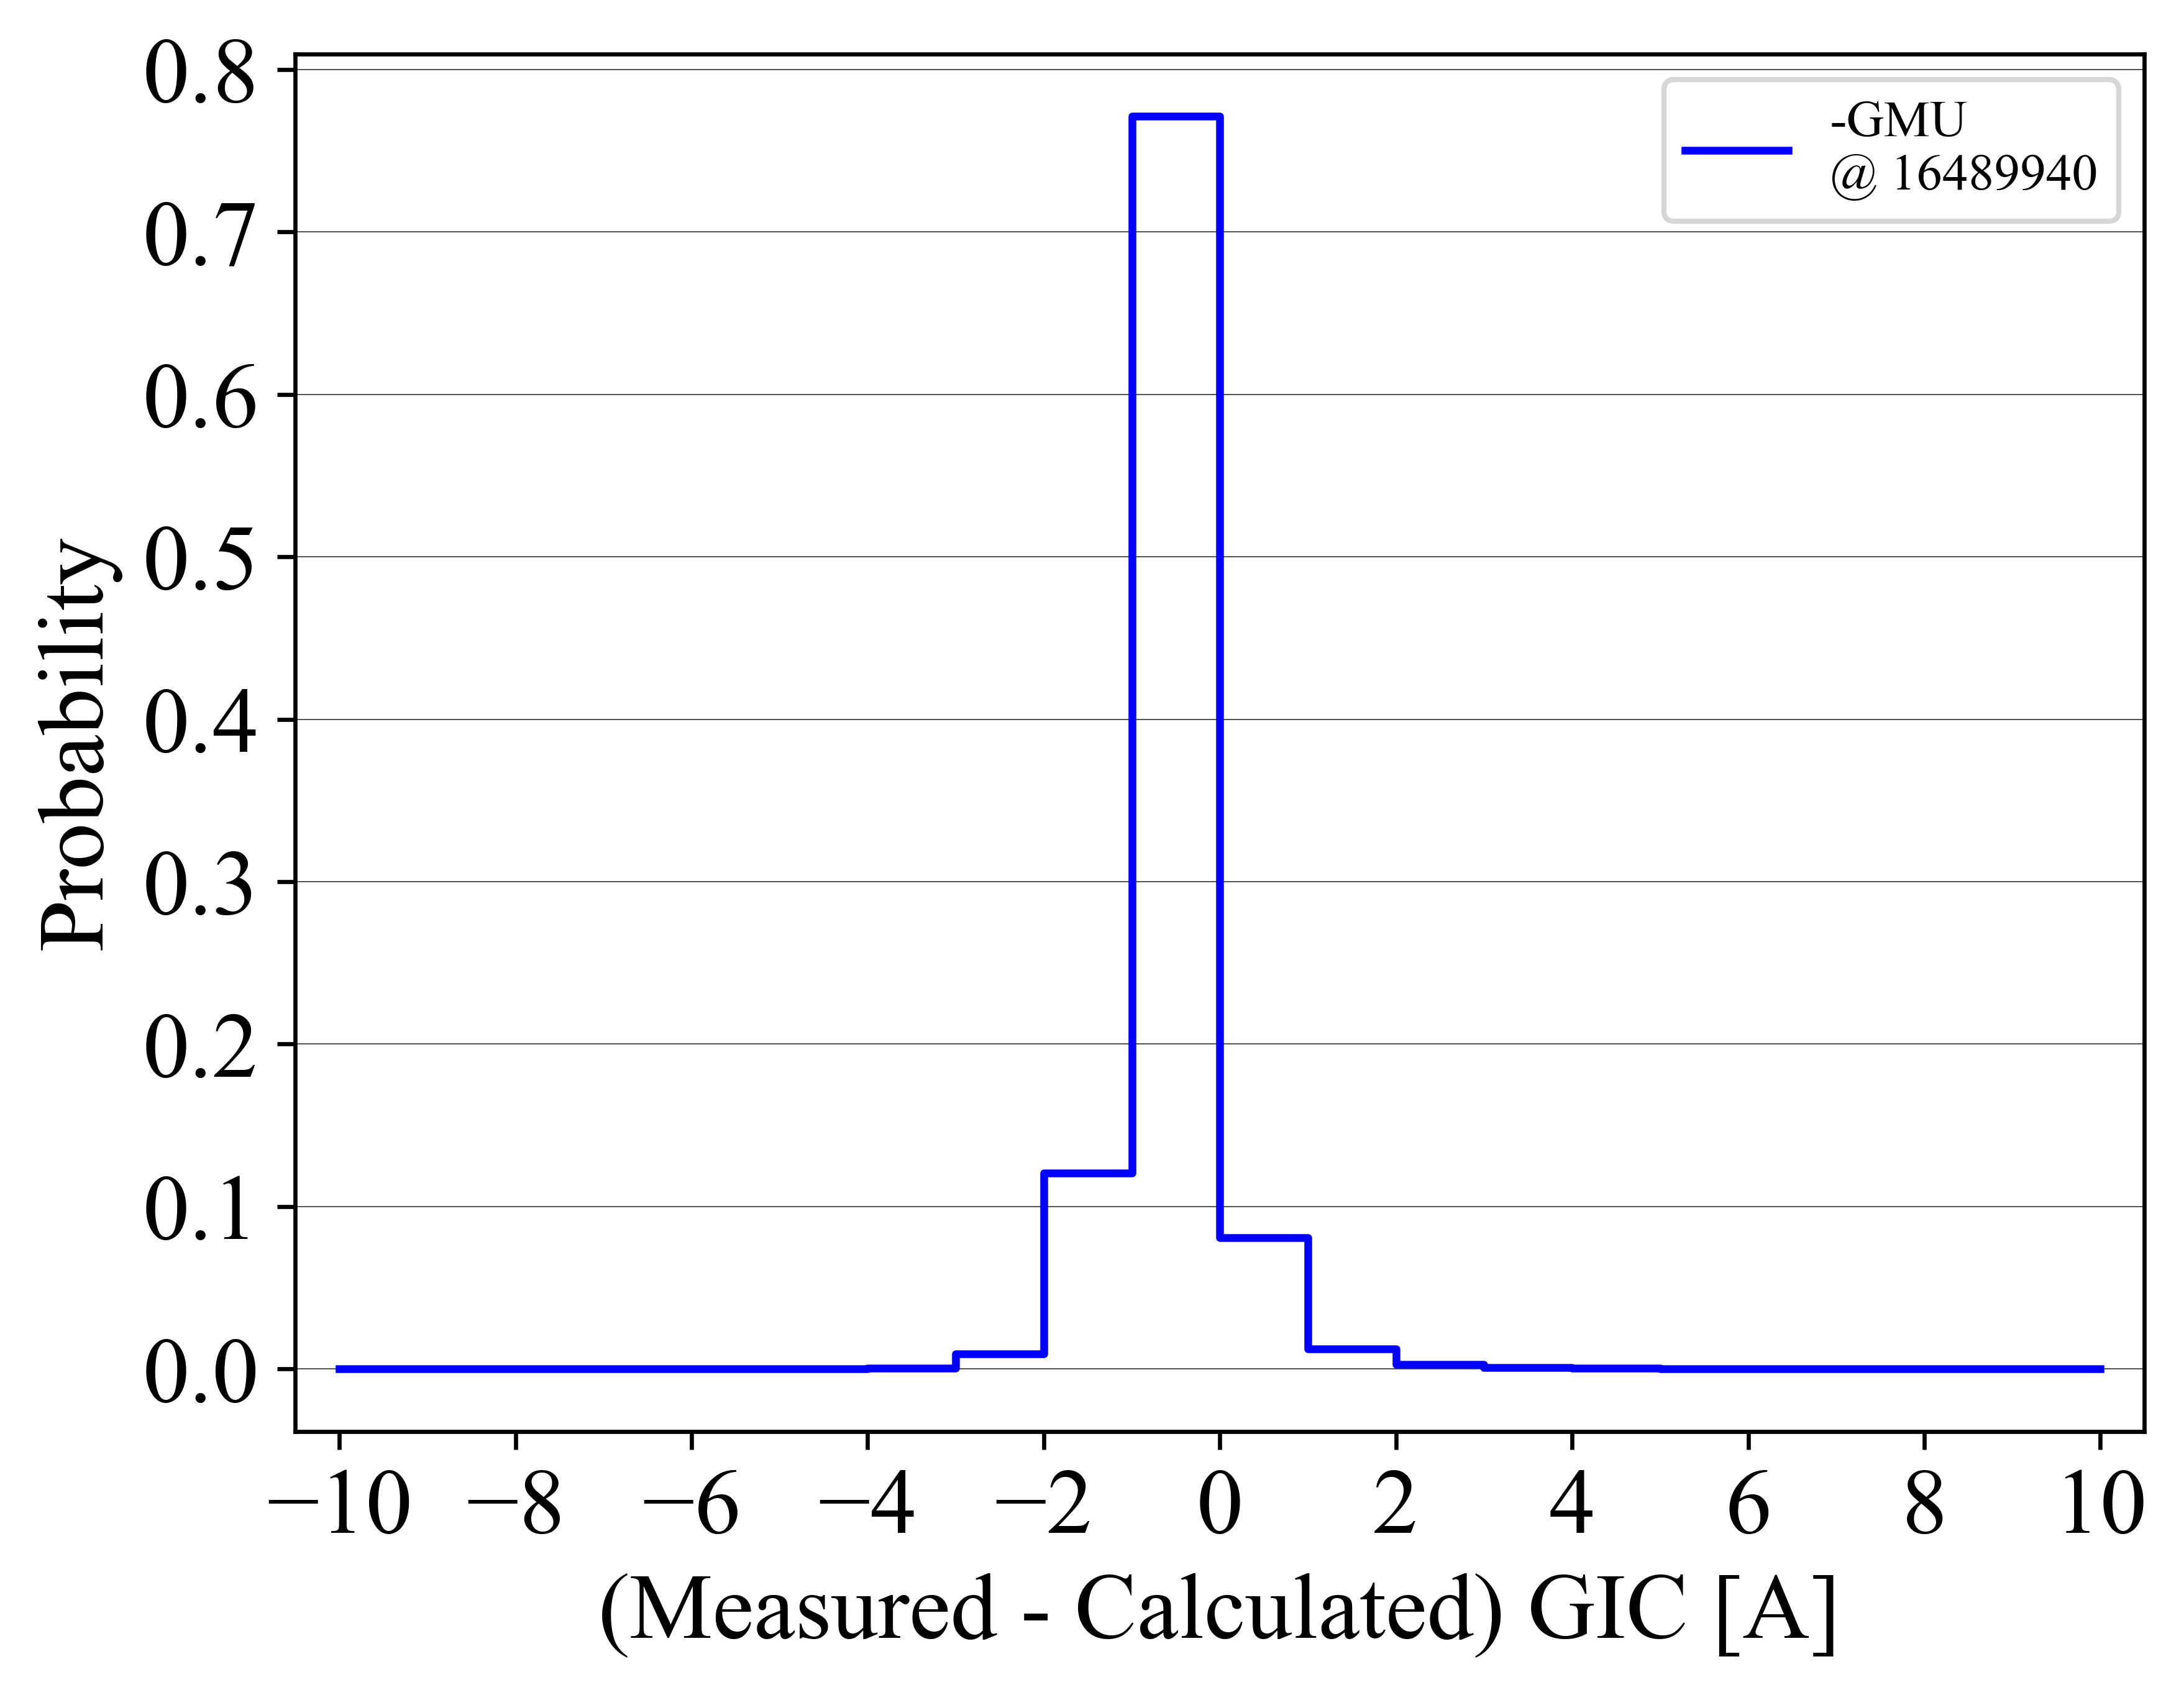 0.8
0.7
0.6
0.5
0.4
0.3
0.2
0.1
0.0
Probability
-GMU
@ 16489940
−10 −8 −6 −4 −2 0 2 4 6 8 10
(Measured - Calculated) GIC [A]